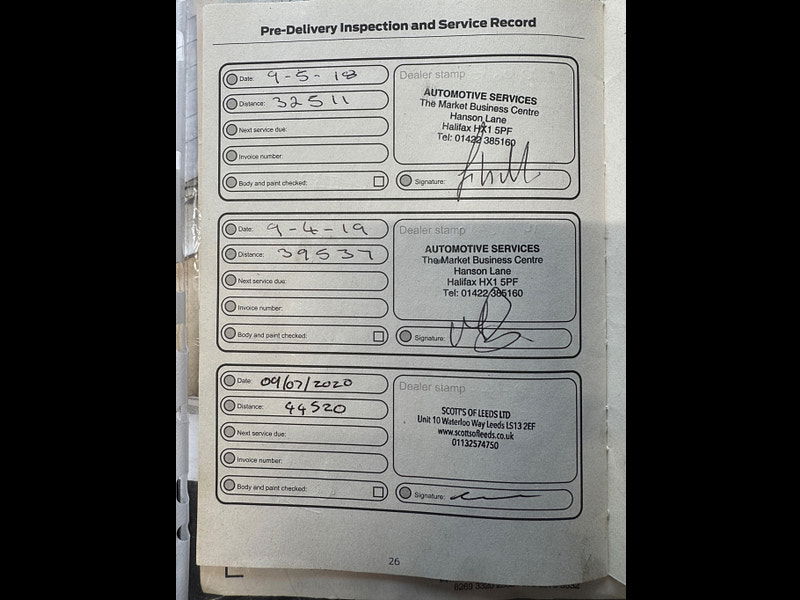 Pre-Delivery Inspection and Service Record
Date: 9-5-18
Distance: 32511
Next service due:
Invoice number:
Body and paint checked:
Dealer stamp
AUTOMOTIVE SERVICES
The Market Business Centre
Hanson Lane
Halifax HX1 5PF
Tel: 01422 385160
Signature:
Date: 9-4-19
Distance: 39537
Next service due:
Invoice number:
Body and paint checked:
Dealer stamp
AUTOMOTIVE SERVICES
The Market Business Centre
Hanson Lane
Halifax HX1 5PF
Tel: 01422 385160
Signature:
Date: 09/07/2020
Distance: 44520
Next service due:
Invoice number:
Body and paint checked:
Dealer stamp
SCOTT'S OF LEEDS LTD
Unit 10 Waterloo Way Leeds LS13 2EF
www.scottsofleeds.co.uk
01132574750
Signature:
26